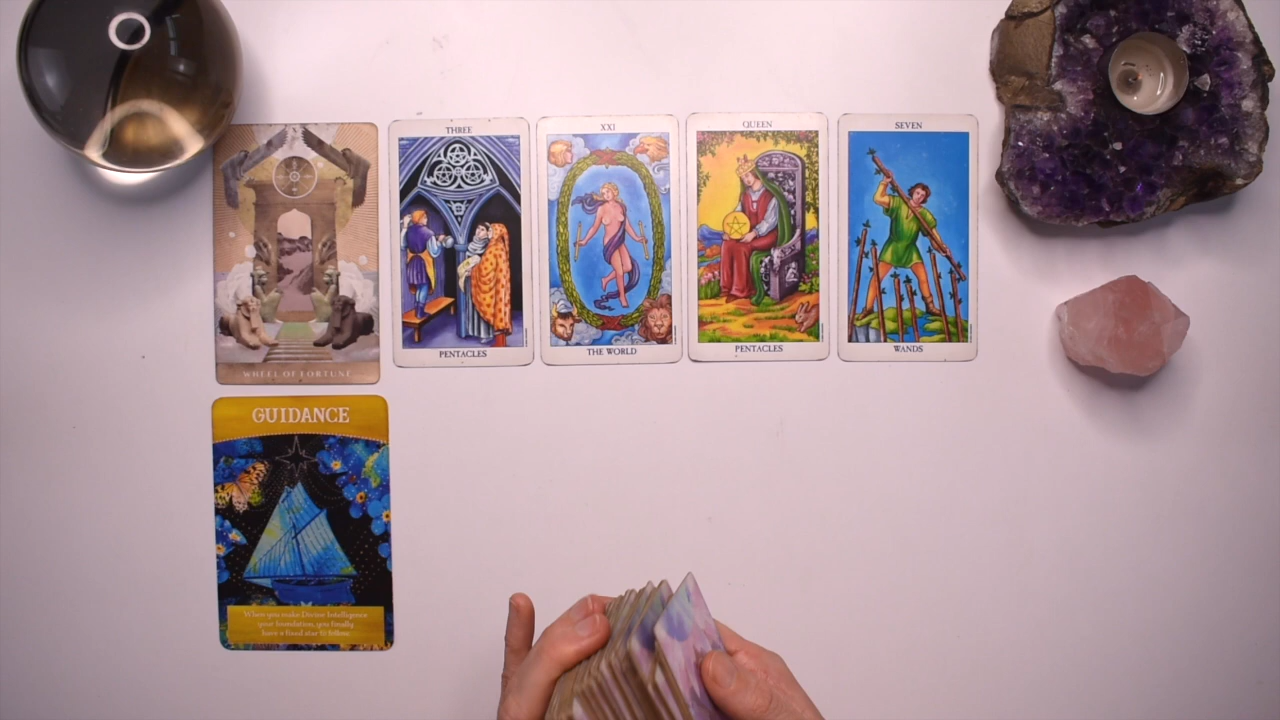 WHEEL OF FORTUNE
THREE
PENTACLES
XXI
THE WORLD
QUEEN
PENTACLES
SEVEN
WANDS
GUIDANCE
When you make Divine Intelligence
your foundation, you finally
have a fixed star to follow.